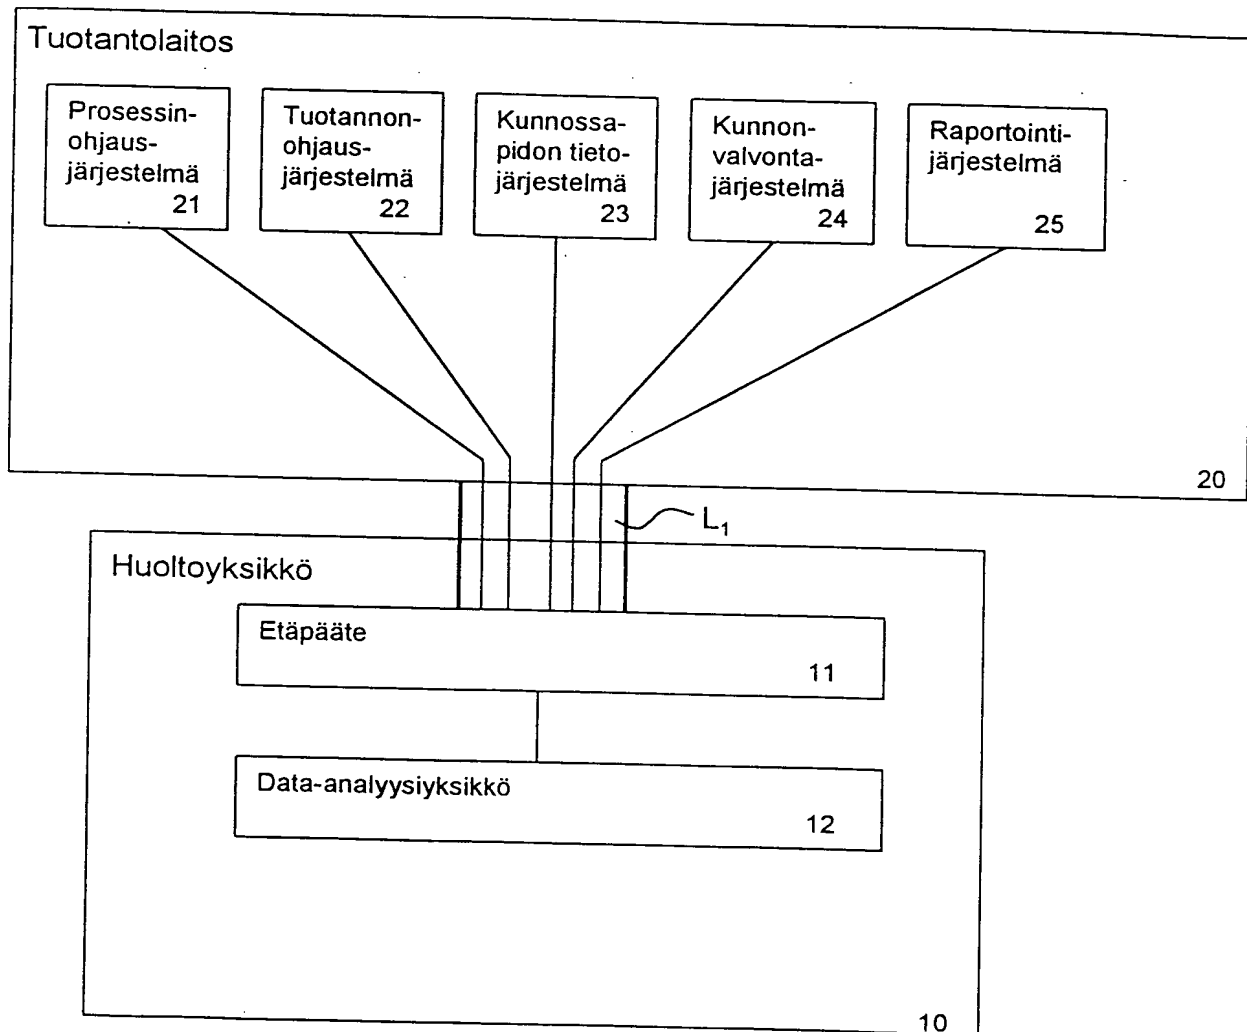 Tuotantolaitos
Prosessin-
ohjaus-
järjestelmä
21
Tuotannon-
ohjaus-
järjestelmä
22
Kunnossa-
pidon tieto-
järjestelmä
23
Kunnon-
valvonta-
järjestelmä
24
Raportointi-
järjestelmä
25
20
L₁
Huoltoyksikkö
Etäpääte
11
Data-analyysiyksikkö
12
10